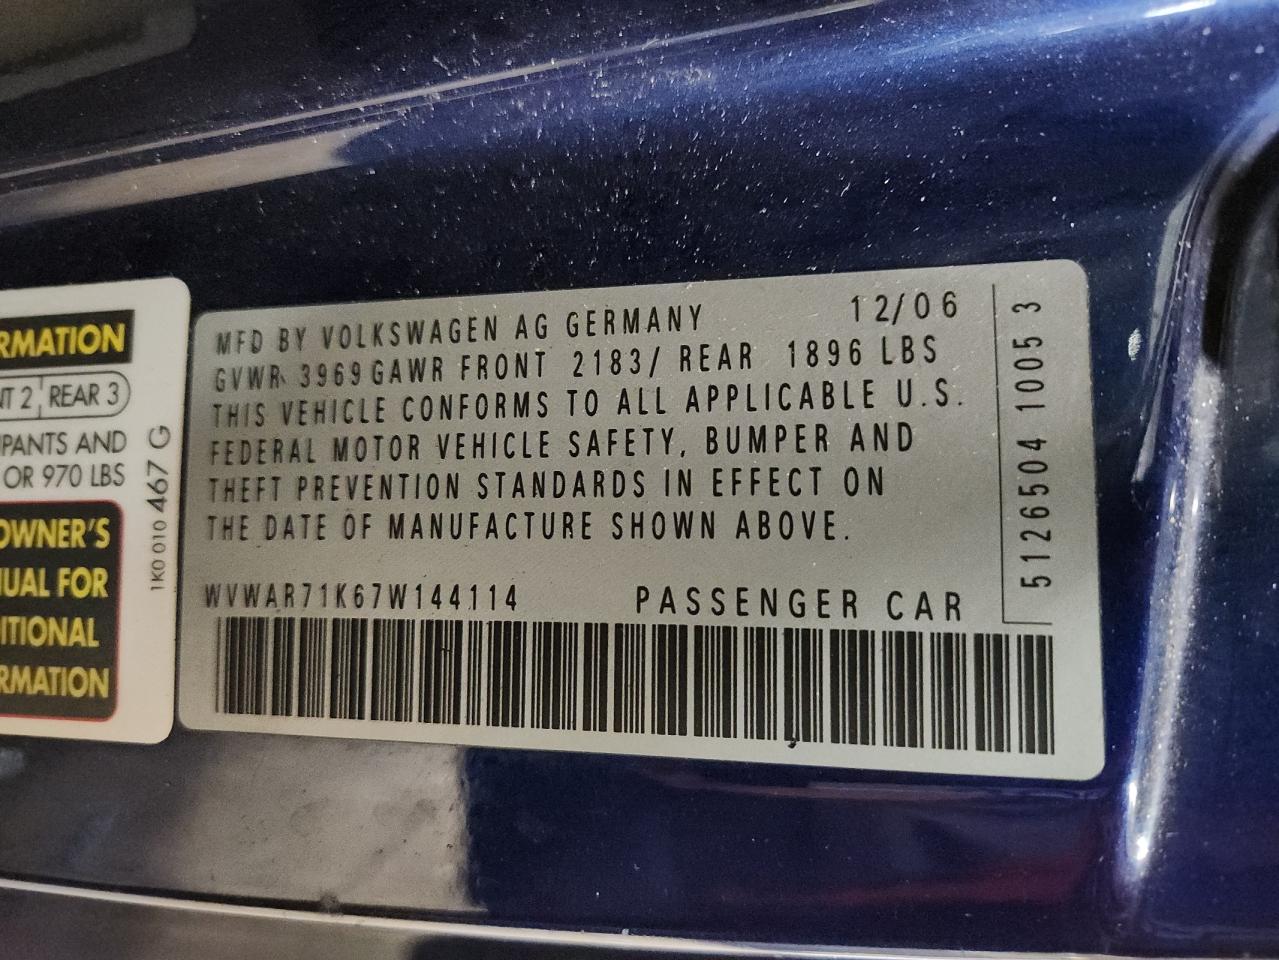 RMATION
NT 2 REAR 3
PANTS AND
OR 970 LBS
OWNER'S
UAL FOR
ITIONAL
RMATION
1K0 010 467 G
MFD BY VOLKSWAGEN AG GERMANY 12/06
GVWR 3969 GAWR FRONT 2183/ REAR 1896 LBS
THIS VEHICLE CONFORMS TO ALL APPLICABLE U.S.
FEDERAL MOTOR VEHICLE SAFETY, BUMPER AND
THEFT PREVENTION STANDARDS IN EFFECT ON
THE DATE OF MANUFACTURE SHOWN ABOVE.
WVWAR71K67W144114 PASSENGER CAR
5126504 1005 3